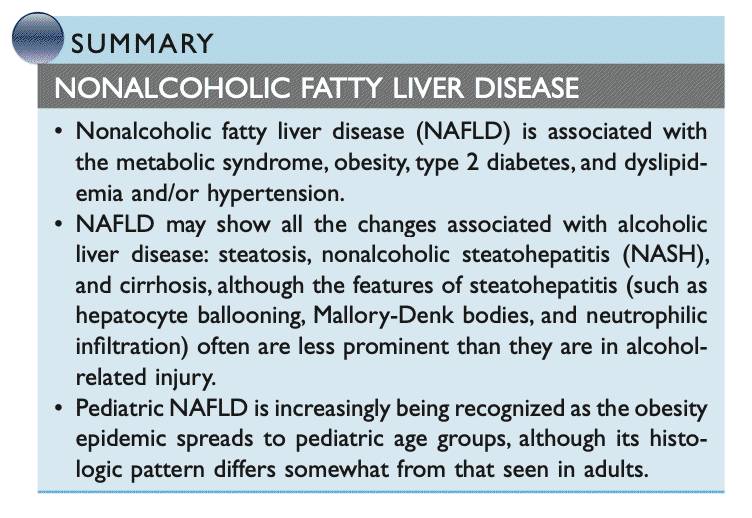 SUMMARY
NONALCOHOLIC FATTY LIVER DISEASE
• Nonalcoholic fatty liver disease (NAFLD) is associated with
the metabolic syndrome, obesity, type 2 diabetes, and dyslipid-
emia and/or hypertension.
• NAFLD may show all the changes associated with alcoholic
liver disease: steatosis, nonalcoholic steatohepatitis (NASH),
and cirrhosis, although the features of steatohepatitis (such as
hepatocyte ballooning, Mallory-Denk bodies, and neutrophilic
infiltration) often are less prominent than they are in alcohol-
related injury.
• Pediatric NAFLD is increasingly being recognized as the obesity
epidemic spreads to pediatric age groups, although its histo-
logic pattern differs somewhat from that seen in adults.